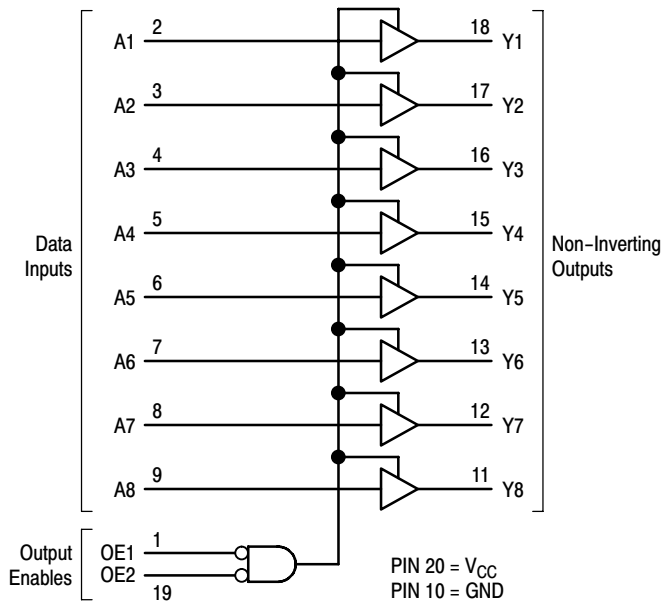 A1 2 18 Y1
A2 3 17 Y2
A3 4 16 Y3
A4 5 15 Y4
Data Inputs
Non−Inverting Outputs
A5 6 14 Y5
A6 7 13 Y6
A7 8 12 Y7
A8 9 11 Y8
Output Enables
OE1 1
OE2 19
PIN 20 = VCC
PIN 10 = GND